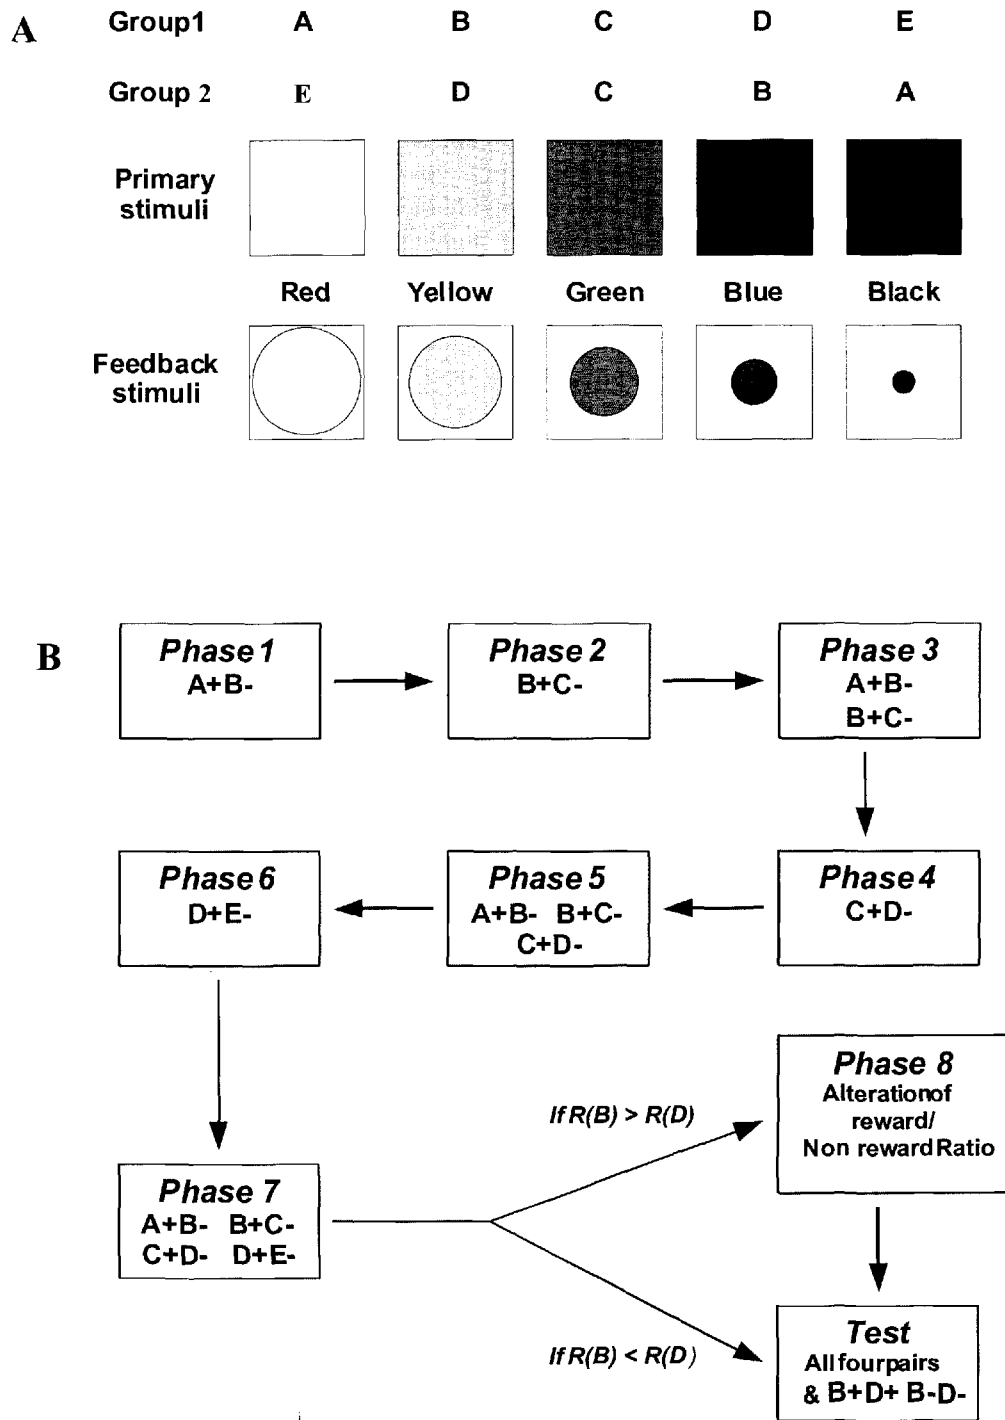 A
Group1 A B C D E
Group 2 E D C B A
Primary
stimuli
Red Yellow Green Blue Black
Feedback
stimuli
B
Phase 1
A+B-
Phase 2
B+C-
Phase 3
A+B-
B+C-
Phase 4
C+D-
Phase 5
A+B- B+C-
C+D-
Phase 6
D+E-
Phase 7
A+B- B+C-
C+D- D+E-
If R(B) > R(D)
If R(B) < R(D)
Phase 8
Alterationof
reward/
Non reward Ratio
Test
All fourpairs
& B+D+ B-D-